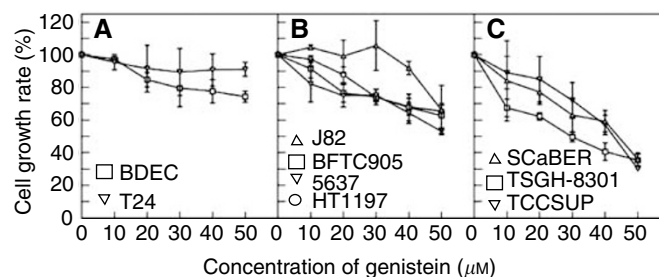 A
B
C
Cell growth rate (%)
120
100
80
60
40
20
0
BDEC
T24
J82
BFTC905
5637
HT1197
SCaBER
TSGH-8301
TCCSUP
0 10 20 30 40 50
0 10 20 30 40 50
0 10 20 30 40 50
Concentration of genistein (μM)